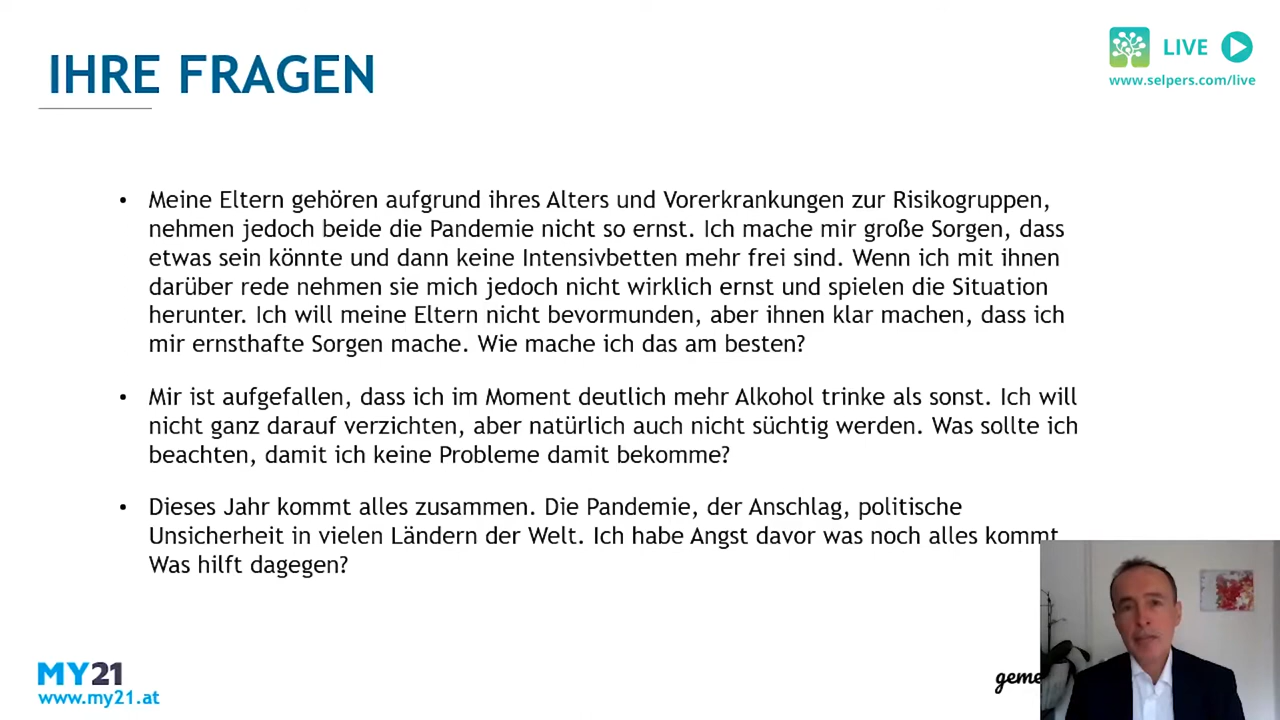 IHRE FRAGEN
LIVE
www.selpers.com/live
• Meine Eltern gehören aufgrund ihres Alters und Vorerkrankungen zur Risikogruppen,
nehmen jedoch beide die Pandemie nicht so ernst. Ich mache mir große Sorgen, dass
etwas sein könnte und dann keine Intensivbetten mehr frei sind. Wenn ich mit ihnen
darüber rede nehmen sie mich jedoch nicht wirklich ernst und spielen die Situation
herunter. Ich will meine Eltern nicht bevormunden, aber ihnen klar machen, dass ich
mir ernsthafte Sorgen mache. Wie mache ich das am besten?
• Mir ist aufgefallen, dass ich im Moment deutlich mehr Alkohol trinke als sonst. Ich will
nicht ganz darauf verzichten, aber natürlich auch nicht süchtig werden. Was sollte ich
beachten, damit ich keine Probleme damit bekomme?
• Dieses Jahr kommt alles zusammen. Die Pandemie, der Anschlag, politische
Unsicherheit in vielen Ländern der Welt. Ich habe Angst davor was noch alles kommt
Was hilft dagegen?
MY21
www.my21.at